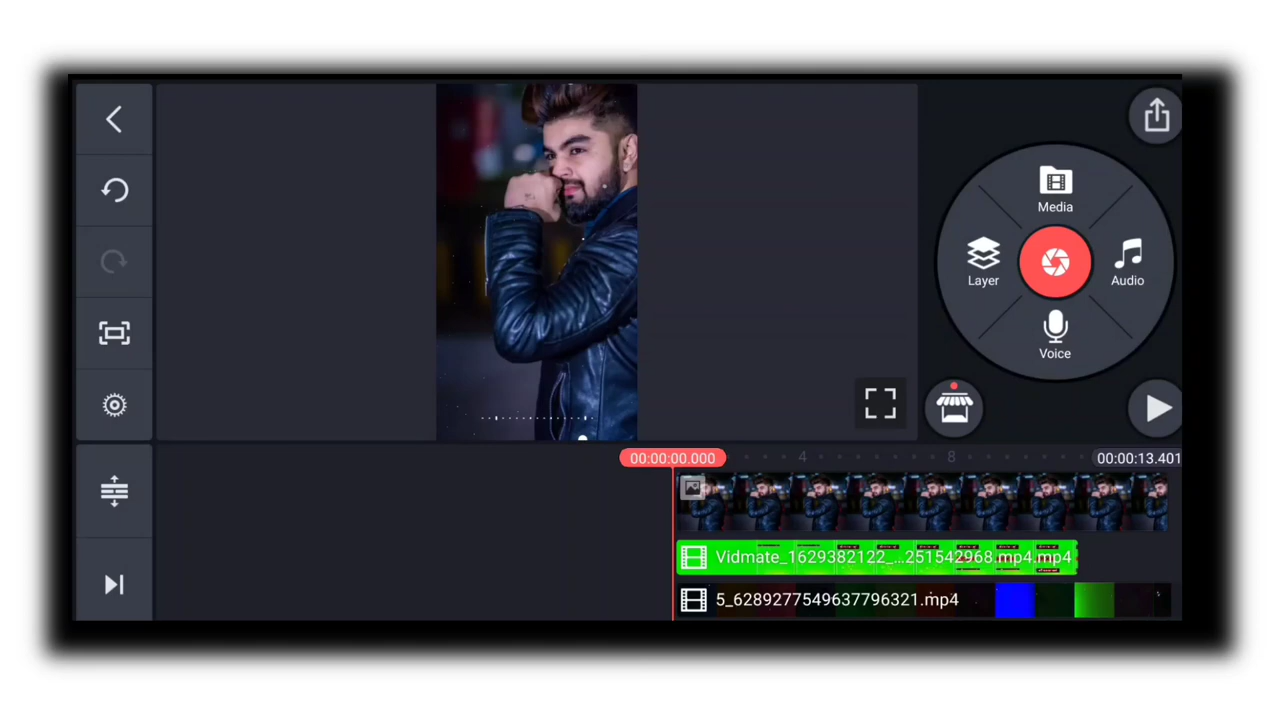 Media
Layer
Audio
Voice
00:00:00.000
4
8
00:00:13.401
Vidmate_1629382122_...251542968.mp4.mp4
5_6289277549637796321.mp4